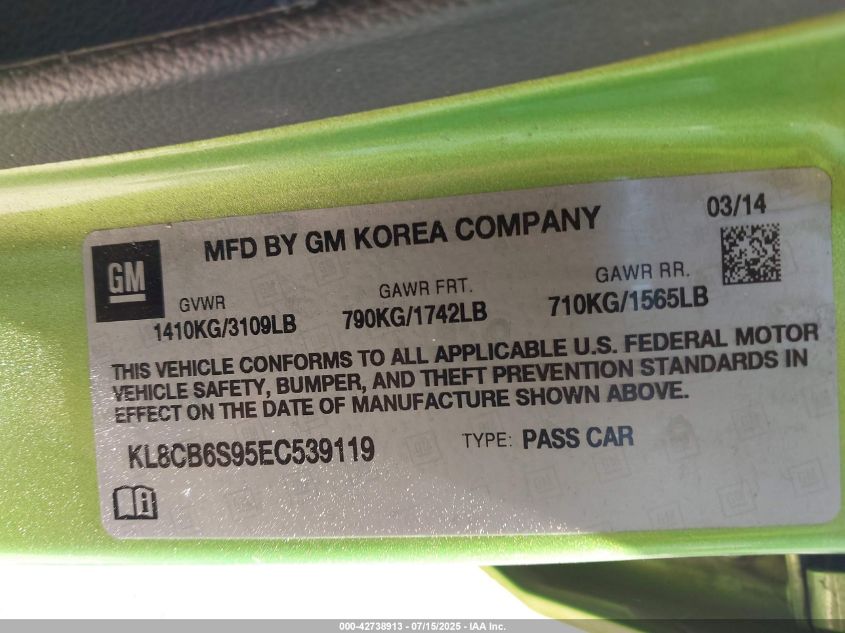 MFD BY GM KOREA COMPANY
03/14
GM
GVWR
1410KG/3109LB
GAWR FRT.
790KG/1742LB
GAWR RR.
710KG/1565LB
THIS VEHICLE CONFORMS TO ALL APPLICABLE U.S. FEDERAL MOTOR
VEHICLE SAFETY, BUMPER, AND THEFT PREVENTION STANDARDS IN
EFFECT ON THE DATE OF MANUFACTURE SHOWN ABOVE.
KL8CB6S95EC539119
TYPE: PASS CAR
000-42738913 - 07/15/2025 - IAA Inc.